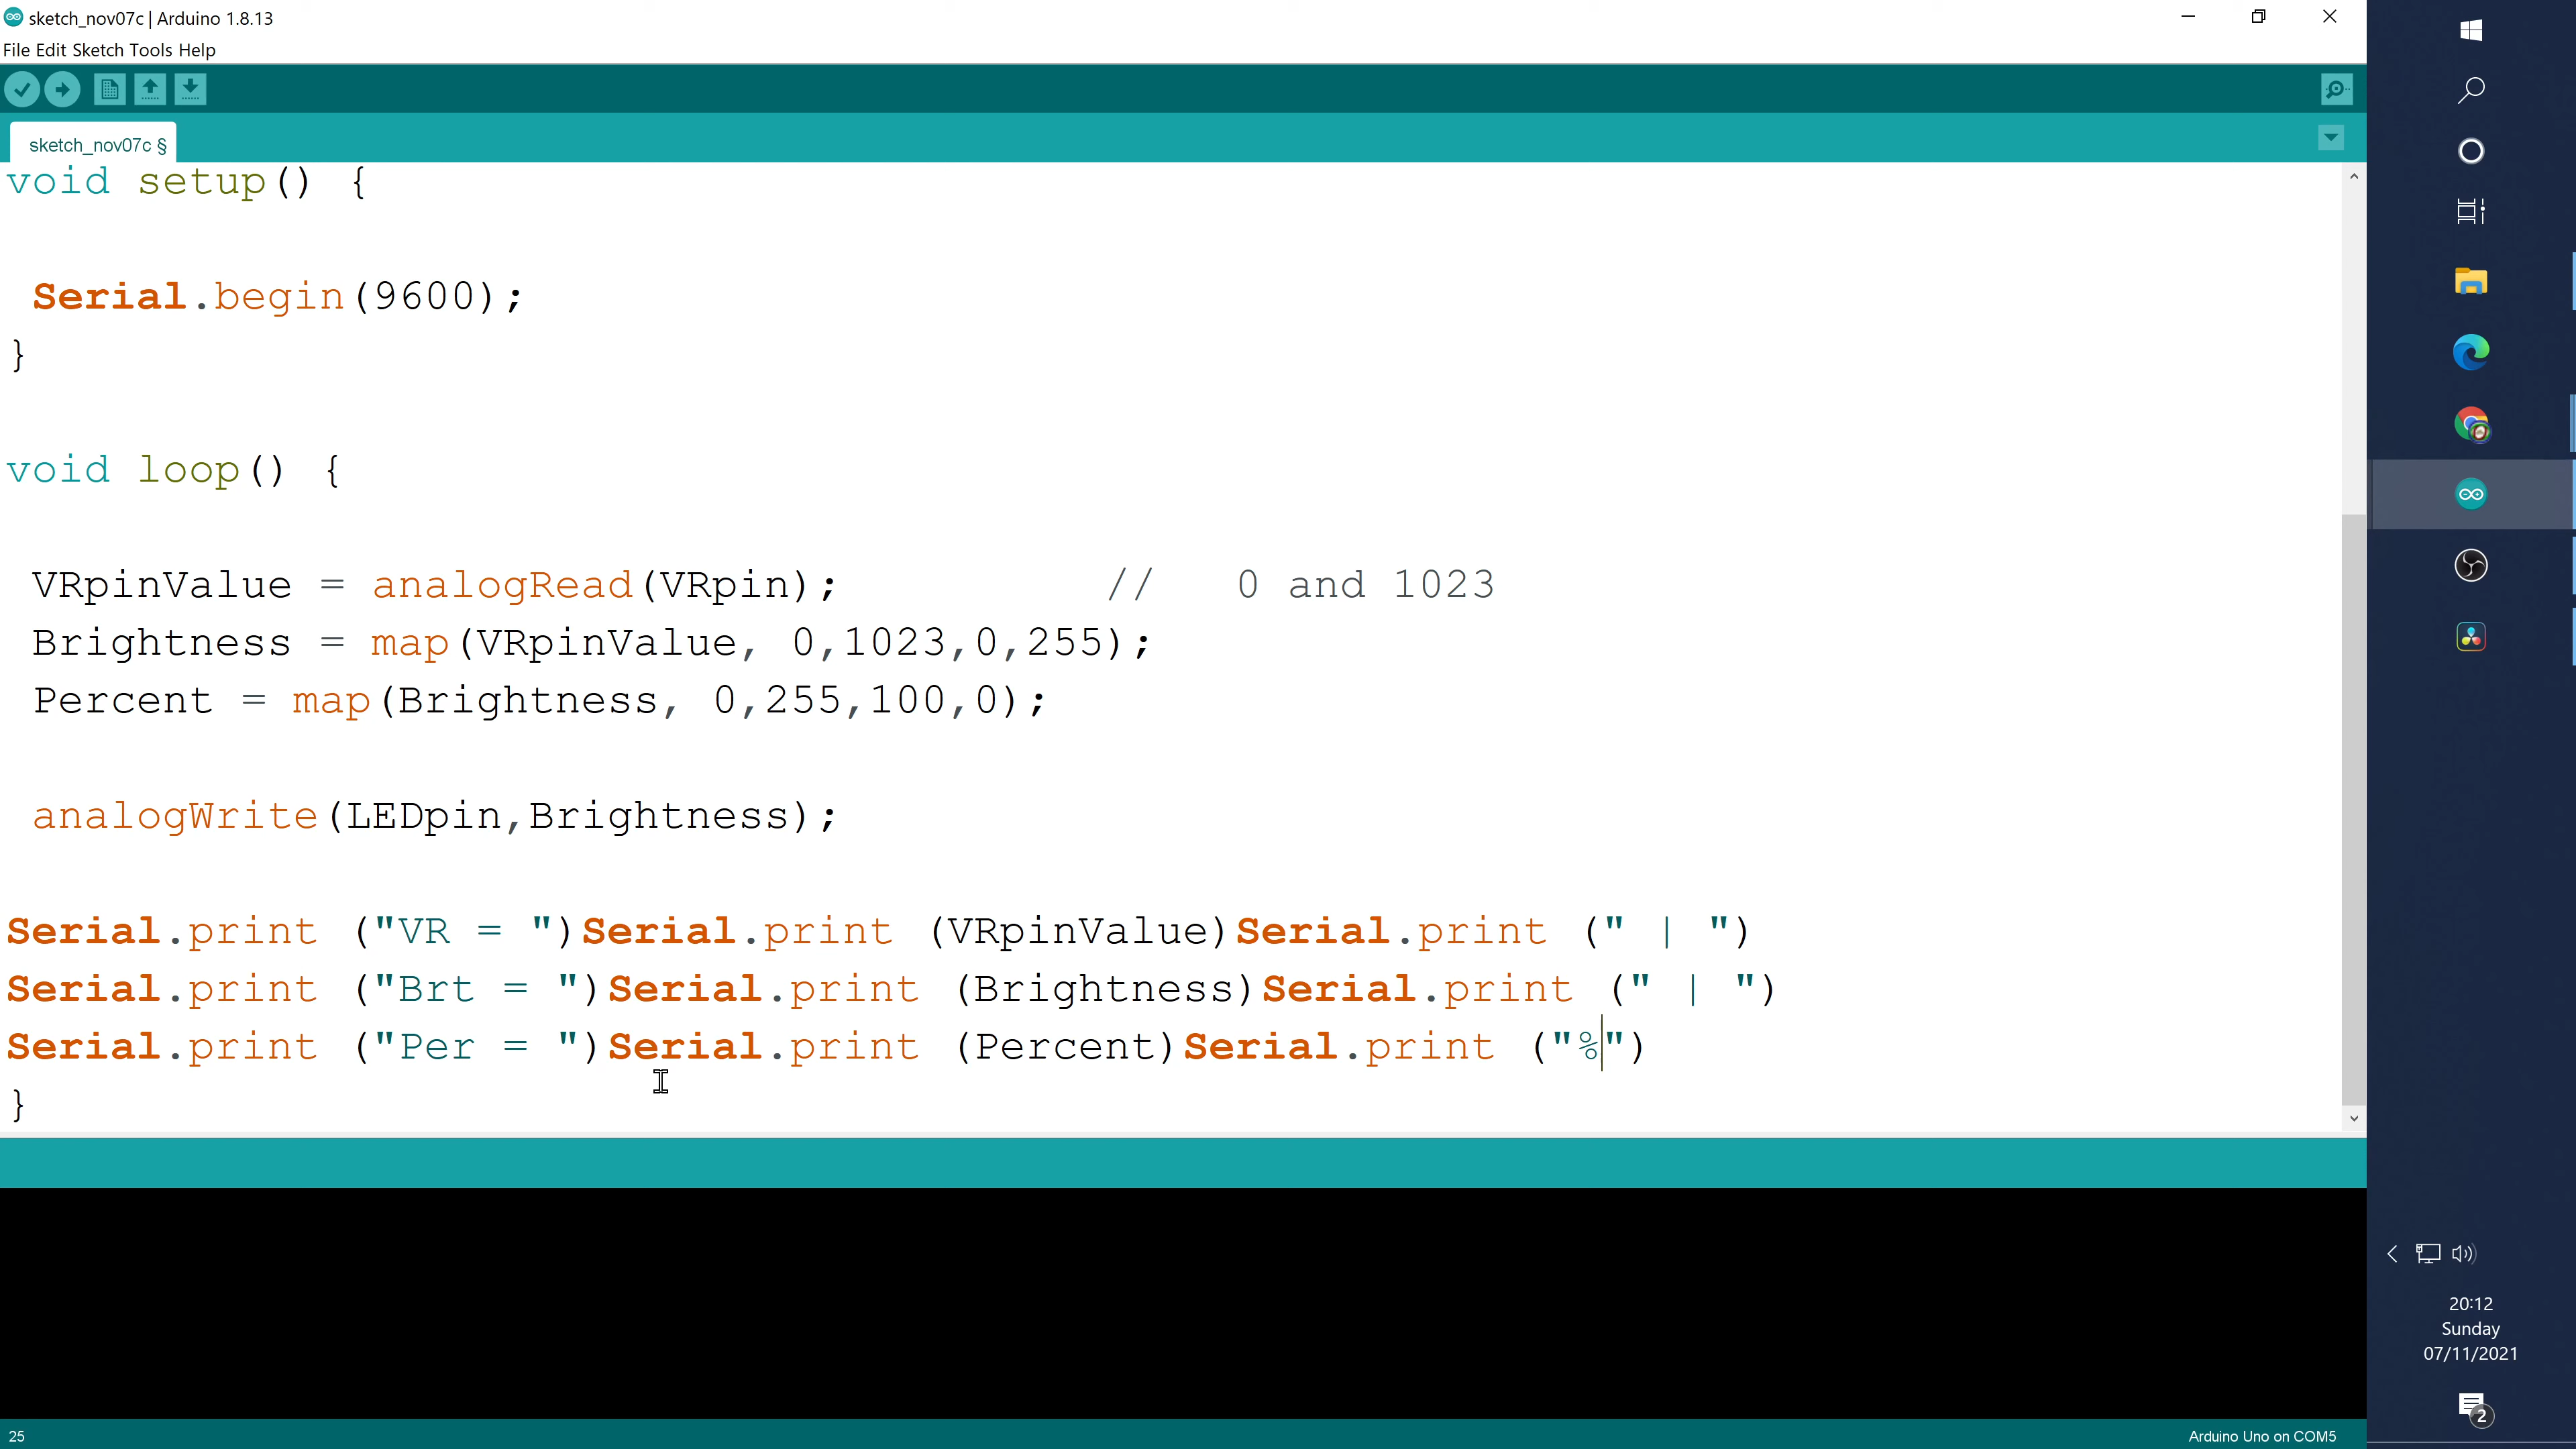 sketch_nov07c | Arduino 1.8.13
File Edit Sketch Tools Help
sketch_nov07c §
void setup() {
Serial.begin(9600);
}
void loop() {
VRpinValue = analogRead(VRpin); // 0 and 1023
Brightness = map(VRpinValue, 0,1023,0,255);
Percent = map(Brightness, 0,255,100,0);
analogWrite(LEDpin,Brightness);
Serial.print ("VR = ")Serial.print (VRpinValue)Serial.print (" | ")
Serial.print ("Brt = ")Serial.print (Brightness)Serial.print (" | ")
Serial.print ("Per = ")Serial.print (Percent)Serial.print ("%")
}
25
Arduino Uno on COM5
20:12
Sunday
07/11/2021
2